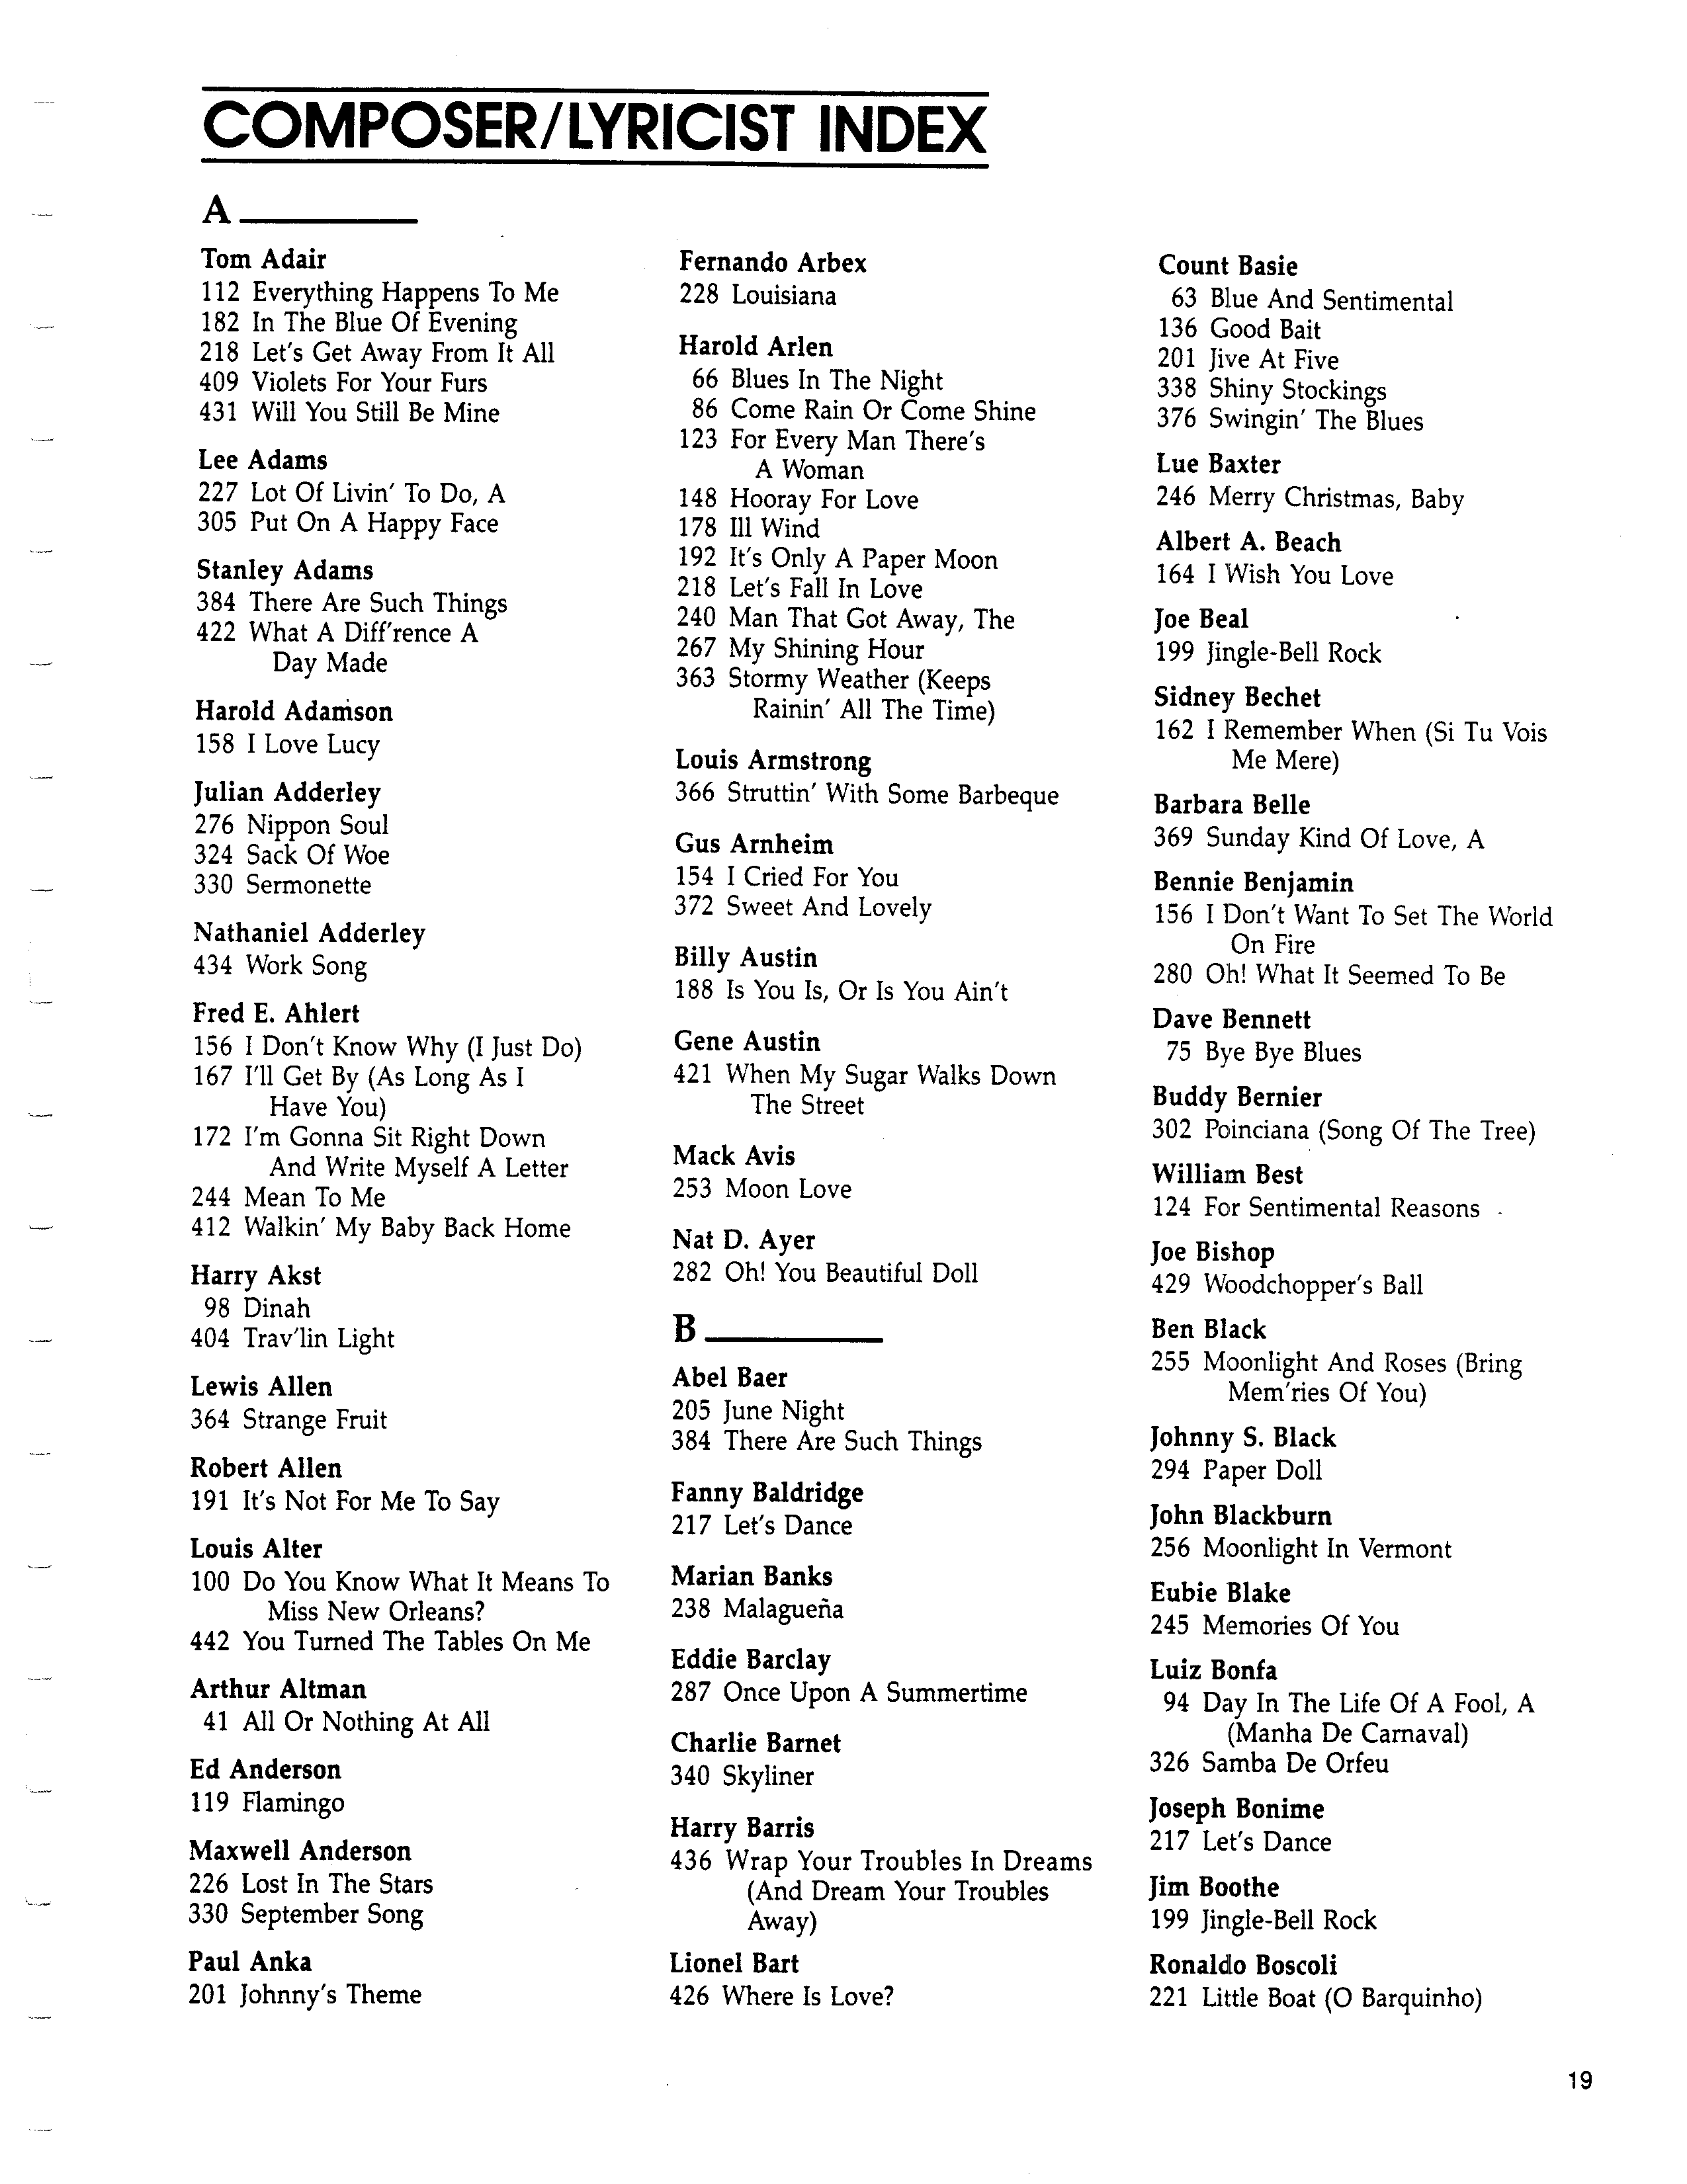 COMPOSER/LYRICIST INDEX
A
Tom Adair
112 Everything Happens To Me
182 In The Blue Of Evening
218 Let's Get Away From It All
409 Violets For Your Furs
431 Will You Still Be Mine
Lee Adams
227 Lot Of Livin' To Do, A
305 Put On A Happy Face
Stanley Adams
384 There Are Such Things
422 What A Diff'rence A
Day Made
Harold Adamson
158 I Love Lucy
Julian Adderley
276 Nippon Soul
324 Sack Of Woe
330 Sermonette
Nathaniel Adderley
434 Work Song
Fred E. Ahlert
156 I Don't Know Why (I Just Do)
167 I'll Get By (As Long As I
Have You)
172 I'm Gonna Sit Right Down
And Write Myself A Letter
244 Mean To Me
412 Walkin' My Baby Back Home
Harry Akst
98 Dinah
404 Trav'lin Light
Lewis Allen
364 Strange Fruit
Robert Allen
191 It's Not For Me To Say
Louis Alter
100 Do You Know What It Means To
Miss New Orleans?
442 You Turned The Tables On Me
Arthur Altman
41 All Or Nothing At All
Ed Anderson
119 Flamingo
Maxwell Anderson
226 Lost In The Stars
330 September Song
Paul Anka
201 Johnny's Theme
Fernando Arbex
228 Louisiana
Harold Arlen
66 Blues In The Night
86 Come Rain Or Come Shine
123 For Every Man There's
A Woman
148 Hooray For Love
178 Ill Wind
192 It's Only A Paper Moon
218 Let's Fall In Love
240 Man That Got Away, The
267 My Shining Hour
363 Stormy Weather (Keeps
Rainin' All The Time)
Louis Armstrong
366 Struttin' With Some Barbeque
Gus Arnheim
154 I Cried For You
372 Sweet And Lovely
Billy Austin
188 Is You Is, Or Is You Ain't
Gene Austin
421 When My Sugar Walks Down
The Street
Mack Avis
253 Moon Love
Nat D. Ayer
282 Oh! You Beautiful Doll
B
Abel Baer
205 June Night
384 There Are Such Things
Fanny Baldridge
217 Let's Dance
Marian Banks
238 Malagueña
Eddie Barclay
287 Once Upon A Summertime
Charlie Barnet
340 Skyliner
Harry Barris
436 Wrap Your Troubles In Dreams
(And Dream Your Troubles
Away)
Lionel Bart
426 Where Is Love?
Count Basie
63 Blue And Sentimental
136 Good Bait
201 Jive At Five
338 Shiny Stockings
376 Swingin' The Blues
Lue Baxter
246 Merry Christmas, Baby
Albert A. Beach
164 I Wish You Love
Joe Beal
199 Jingle-Bell Rock
Sidney Bechet
162 I Remember When (Si Tu Vois
Me Mere)
Barbara Belle
369 Sunday Kind Of Love, A
Bennie Benjamin
156 I Don't Want To Set The World
On Fire
280 Oh! What It Seemed To Be
Dave Bennett
75 Bye Bye Blues
Buddy Bernier
302 Poinciana (Song Of The Tree)
William Best
124 For Sentimental Reasons
Joe Bishop
429 Woodchopper's Ball
Ben Black
255 Moonlight And Roses (Bring
Mem'ries Of You)
Johnny S. Black
294 Paper Doll
John Blackburn
256 Moonlight In Vermont
Eubie Blake
245 Memories Of You
Luiz Bonfa
94 Day In The Life Of A Fool, A
(Manha De Carnaval)
326 Samba De Orfeu
Joseph Bonime
217 Let's Dance
Jim Boothe
199 Jingle-Bell Rock
Ronaldo Boscoli
221 Little Boat (O Barquinho)
19